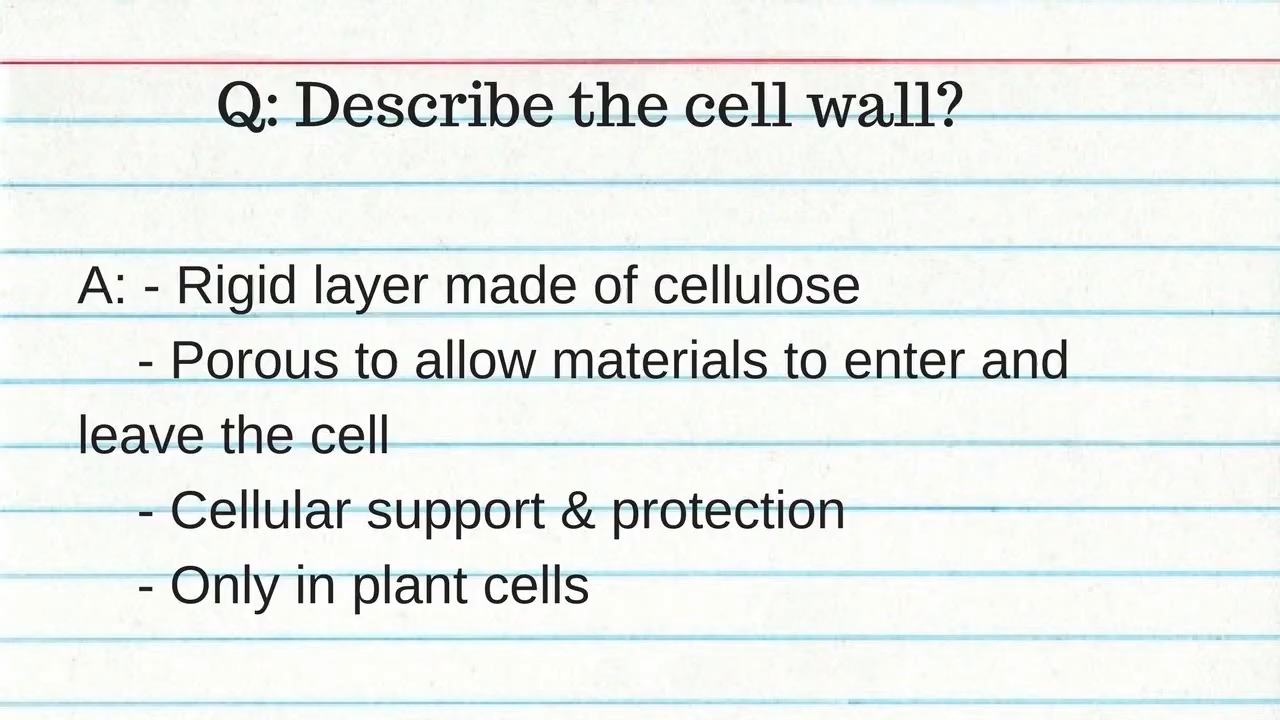 Q: Describe the cell wall?
A: - Rigid layer made of cellulose
- Porous to allow materials to enter and
leave the cell
- Cellular support & protection
- Only in plant cells